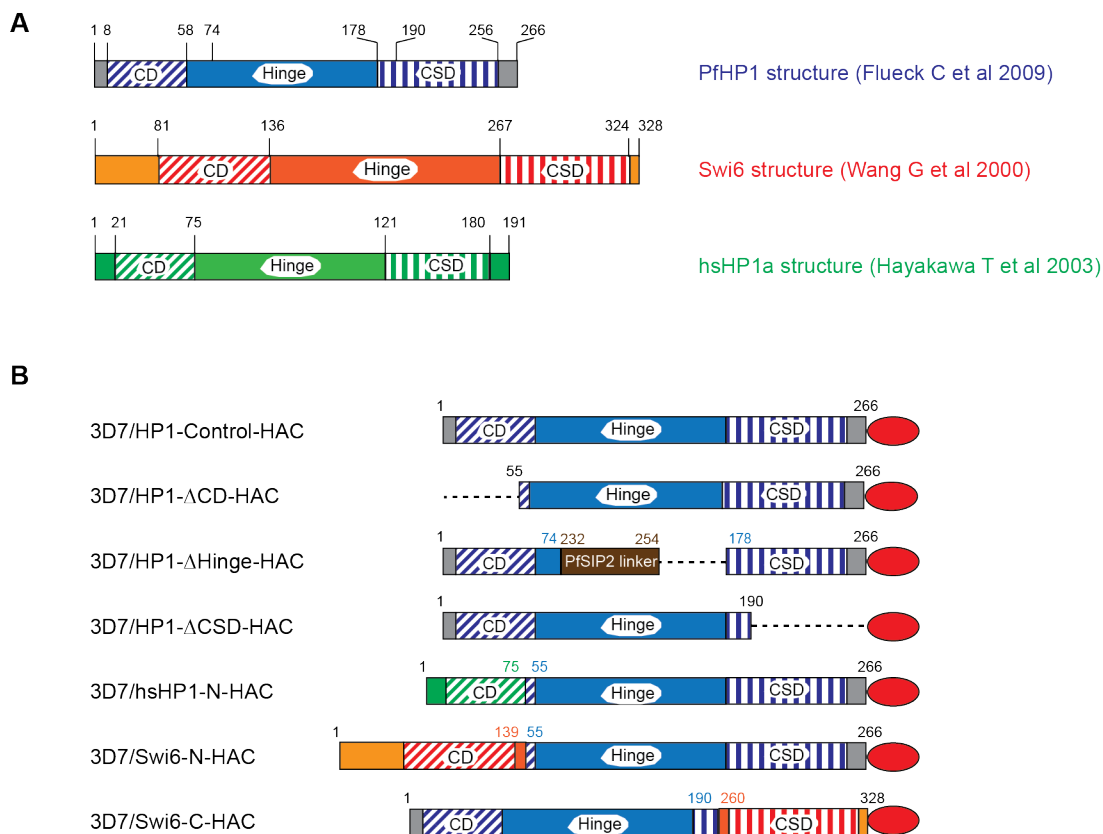 A
1 8 58 74 178 190 256 266
CD Hinge CSD
PfHP1 structure (Flueck C et al 2009)
1 81 136 267 324 328
CD Hinge CSD
Swi6 structure (Wang G et al 2000)
1 21 75 121 180 191
CD Hinge CSD
hsHP1a structure (Hayakawa T et al 2003)
B
1 266
3D7/HP1-Control-HAC CD Hinge CSD
55 266
3D7/HP1-ΔCD-HAC Hinge CSD
1 74 232 254 178 266
3D7/HP1-ΔHinge-HAC CD PfSIP2 linker CSD
1 190
3D7/HP1-ΔCSD-HAC CD Hinge
1 75 55 266
3D7/hsHP1-N-HAC CD Hinge CSD
1 139 55 266
3D7/Swi6-N-HAC CD Hinge CSD
1 190 260 328
3D7/Swi6-C-HAC CD Hinge CSD